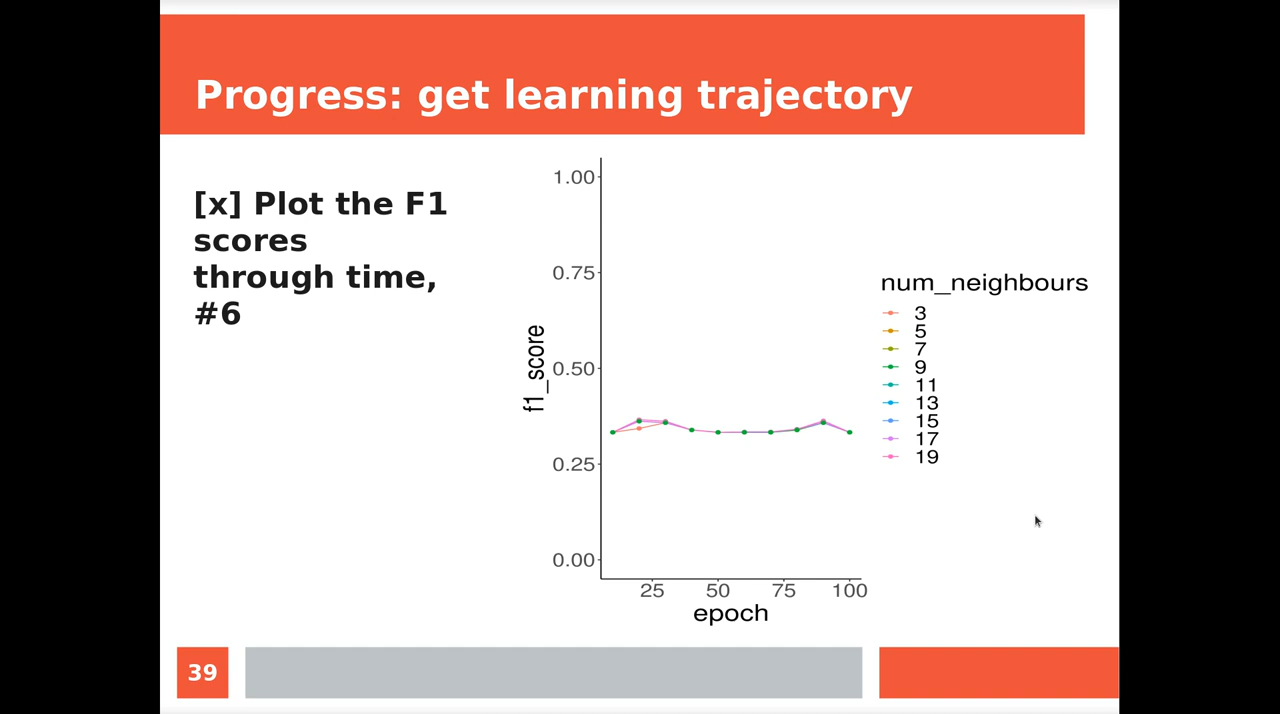 Progress: get learning trajectory
[x] Plot the F1
scores
through time,
#6
1.00
0.75
0.50
0.25
0.00
f1_score
25 50 75 100
epoch
num_neighbours
3
5
7
9
11
13
15
17
19
39